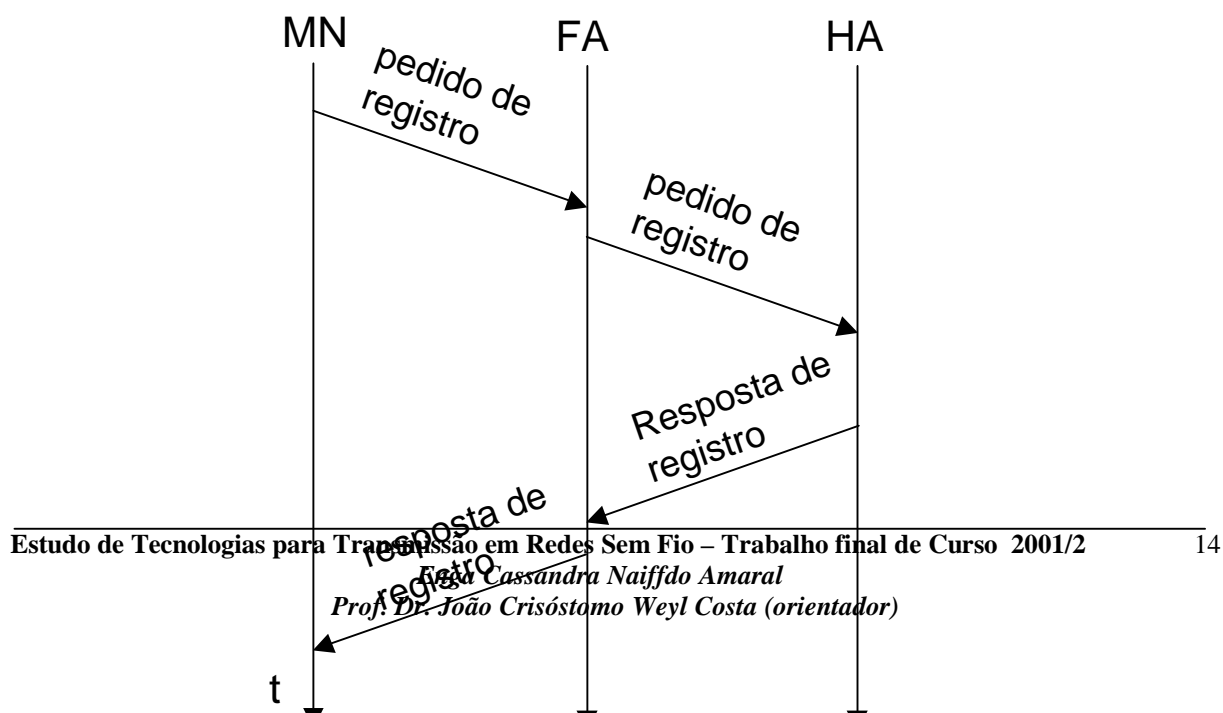 MN FA HA
pedido de
registro
pedido de
registro
Resposta de
registro
resposta de
registro
Estudo de Tecnologias para Transmissão em Redes Sem Fio – Trabalho final de Curso 2001/2 14
Cassandra Naiffdo Amaral
Prof. Dr. João Crisóstomo Weyl Costa (orientador)
t